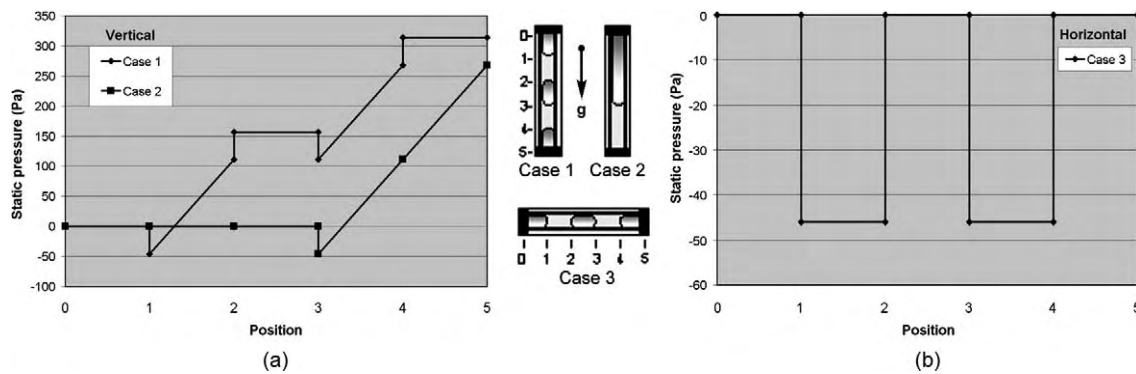 350
300
250
200
150
100
50
0
-50
-100
Static pressure (Pa)
Vertical
Case 1
Case 2
0 1 2 3 4 5
Position
(a)
0-
1-
2-
3-
4-
5-
g
Case 1
Case 2
0 1 2 3 4 5
Case 3
0
-10
-20
-30
-40
-50
-60
Static pressure (Pa)
Horizontal
Case 3
0 1 2 3 4 5
Position
(b)